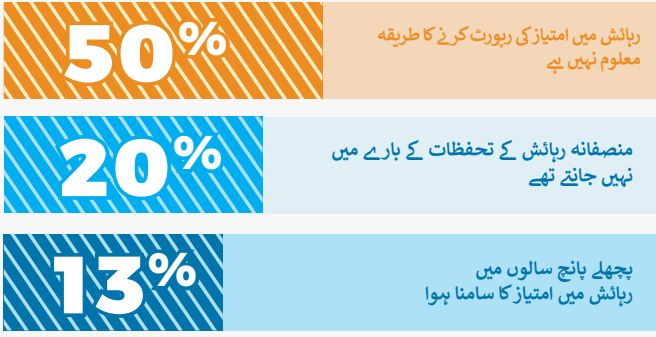 50%
رہائش میں امتیاز کی رپورٹ کرنے کا طریقہ
معلوم نہیں ہے
20%
منصفانہ رہائش کے تحفظات کے بارے میں
نہیں جانتے تھے
13%
پچھلے پانچ سالوں میں
رہائش میں امتیاز کا سامنا ہوا